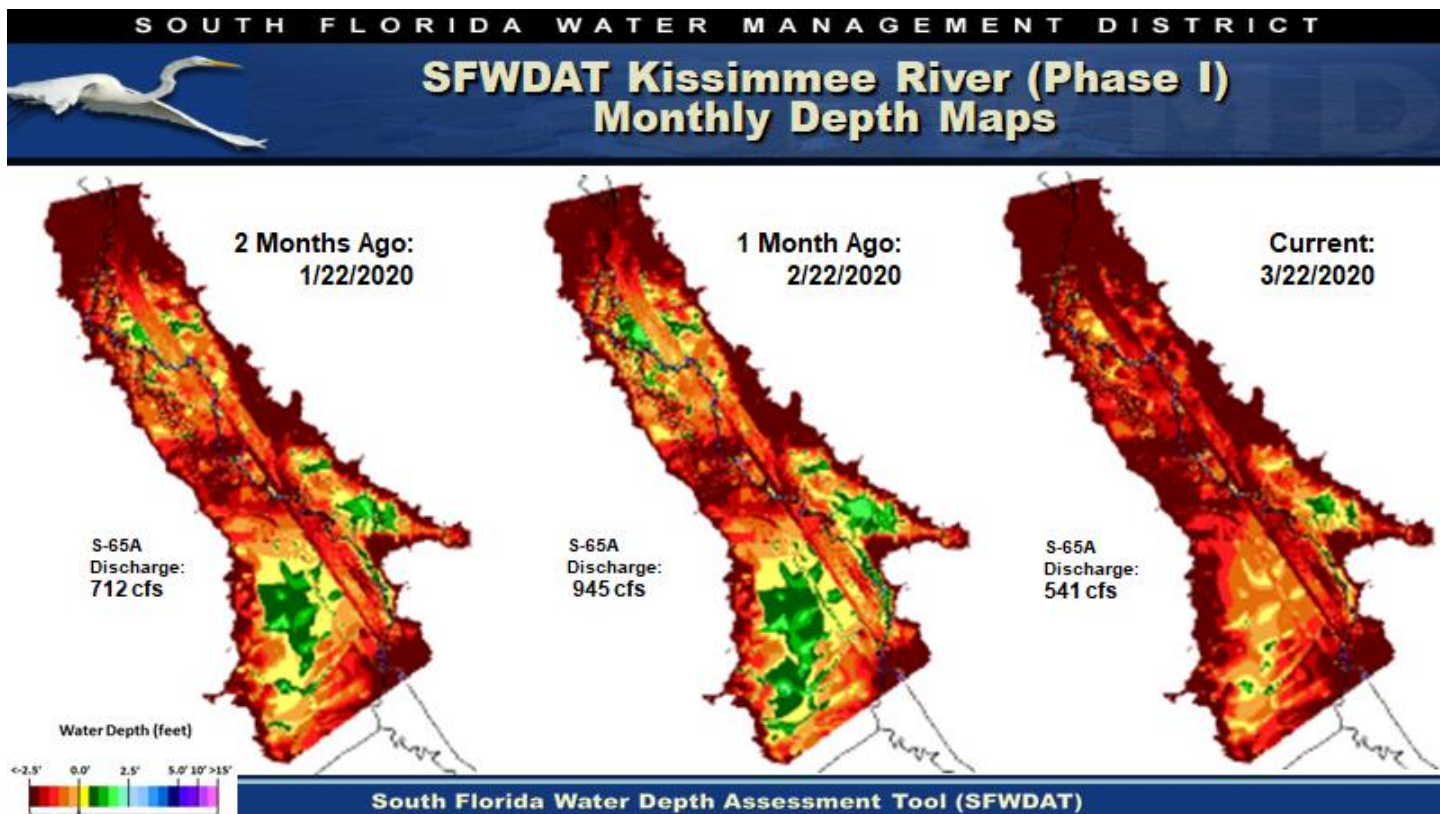 SOUTH FLORIDA WATER MANAGEMENT DISTRICT
SFWDAT Kissimmee River (Phase I)
Monthly Depth Maps
2 Months Ago:
1/22/2020
1 Month Ago:
2/22/2020
Current:
3/22/2020
S-65A
Discharge:
712 cfs
S-65A
Discharge:
945 cfs
S-65A
Discharge:
541 cfs
Water Depth (feet)
<-2.5' 0.0' 2.5' 5.0' 10' >15'
South Florida Water Depth Assessment Tool (SFWDAT)